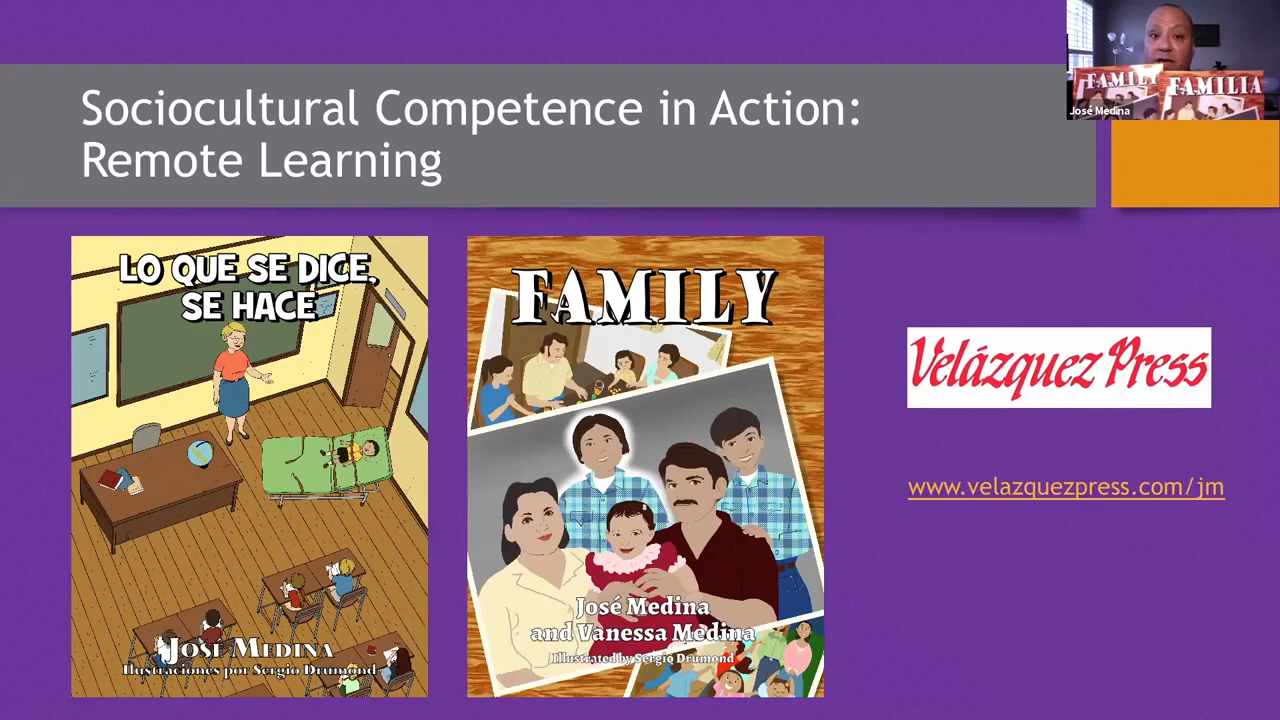 Sociocultural Competence in Action:
Remote Learning
FAMILY
FAMILIA
José Medina
LO QUE SE DICE,
SE HACE
JOSÉ MEDINA
Ilustraciones por Sergio Drumond
FAMILY
José Medina
and Vanessa Medina
Illustrated by Sergio Drumond
Velázquez Press
www.velazquezpress.com/jm